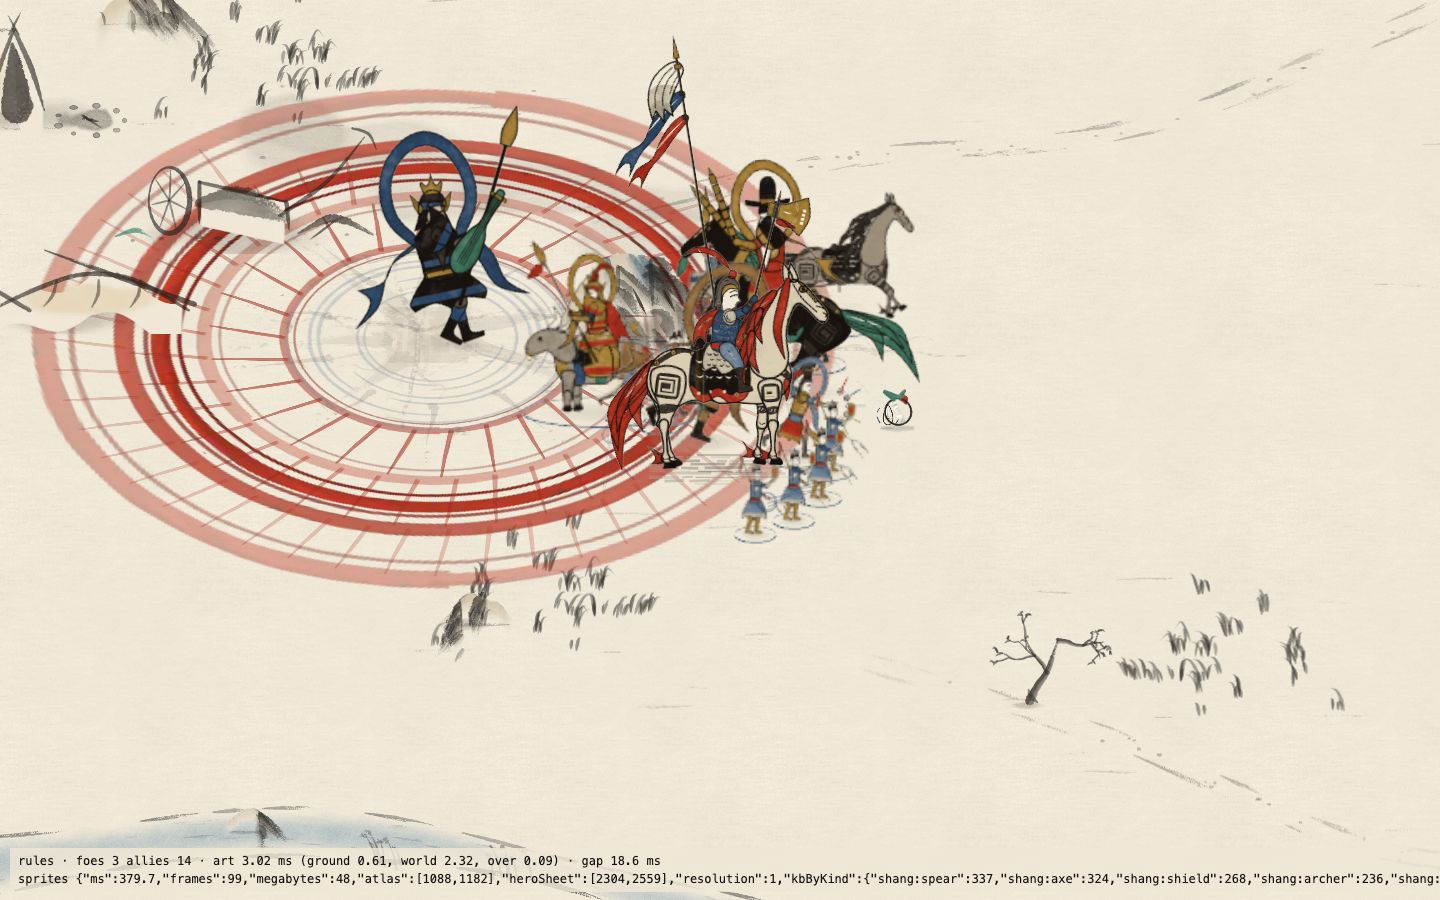 rules · foes 3 allies 14 · art 3.02 ms (ground 0.61, world 2.32, over 0.09) · gap 18.6 ms
sprites {"ms":379.7,"frames":99,"megabytes":48,"atlas":[1088,1182],"heroSheet":[2304,2559],"resolution":1,"kbByKind":{"shang:spear":337,"shang:axe":324,"shang:shield":268,"shang:archer":236,"shang: